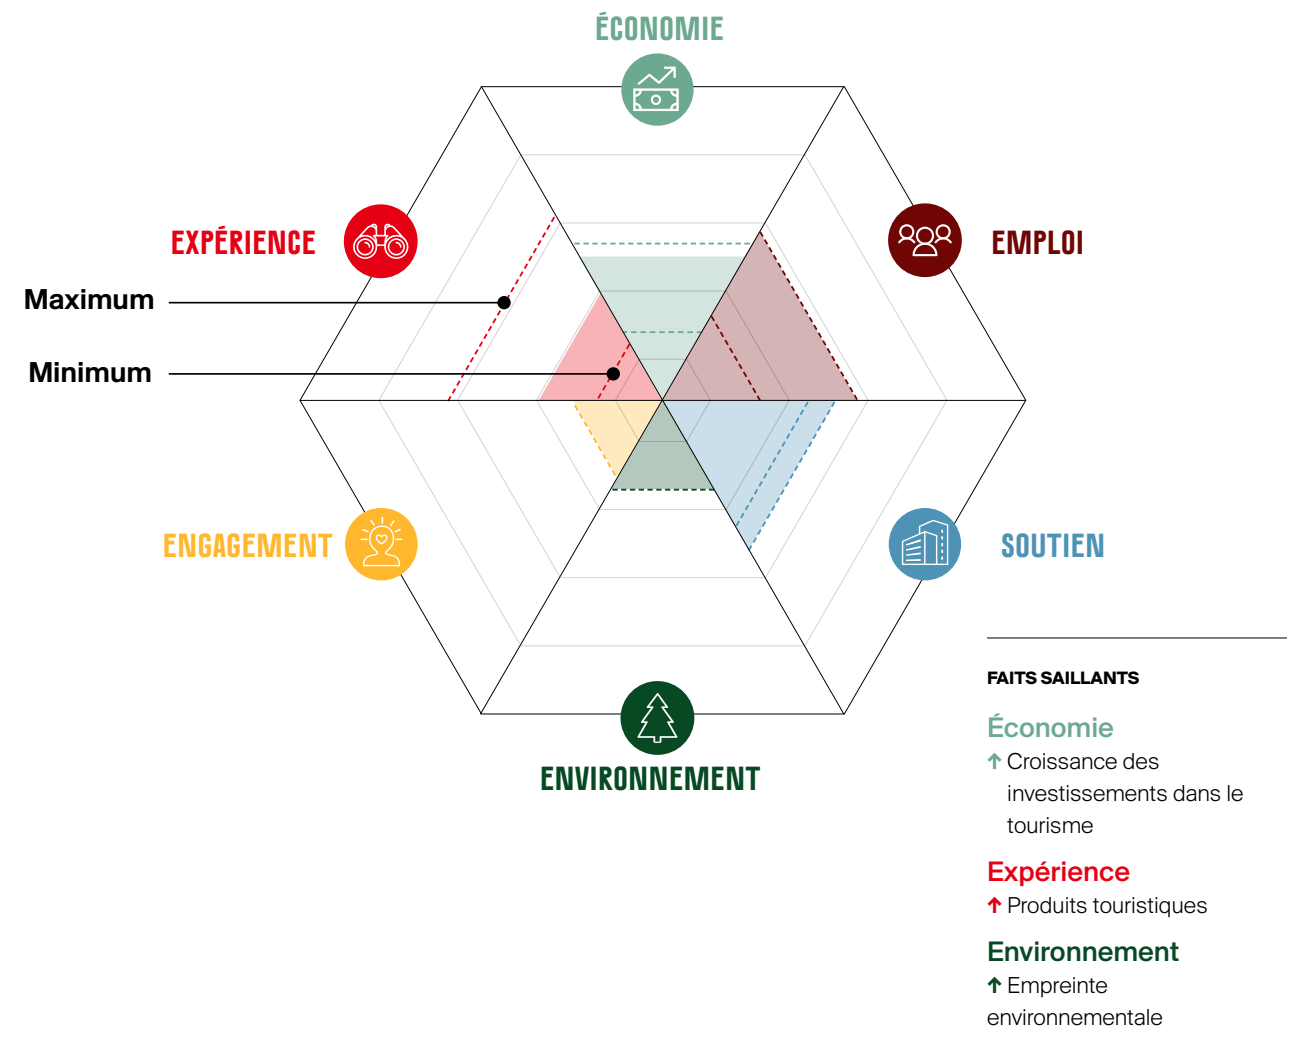 ÉCONOMIE
EXPÉRIENCE
EMPLOI
Maximum
Minimum
ENGAGEMENT
SOUTIEN
ENVIRONNEMENT
FAITS SAILLANTS
Économie
↑ Croissance des
investissements dans le
tourisme
Expérience
↑ Produits touristiques
Environnement
↑ Empreinte
environnementale